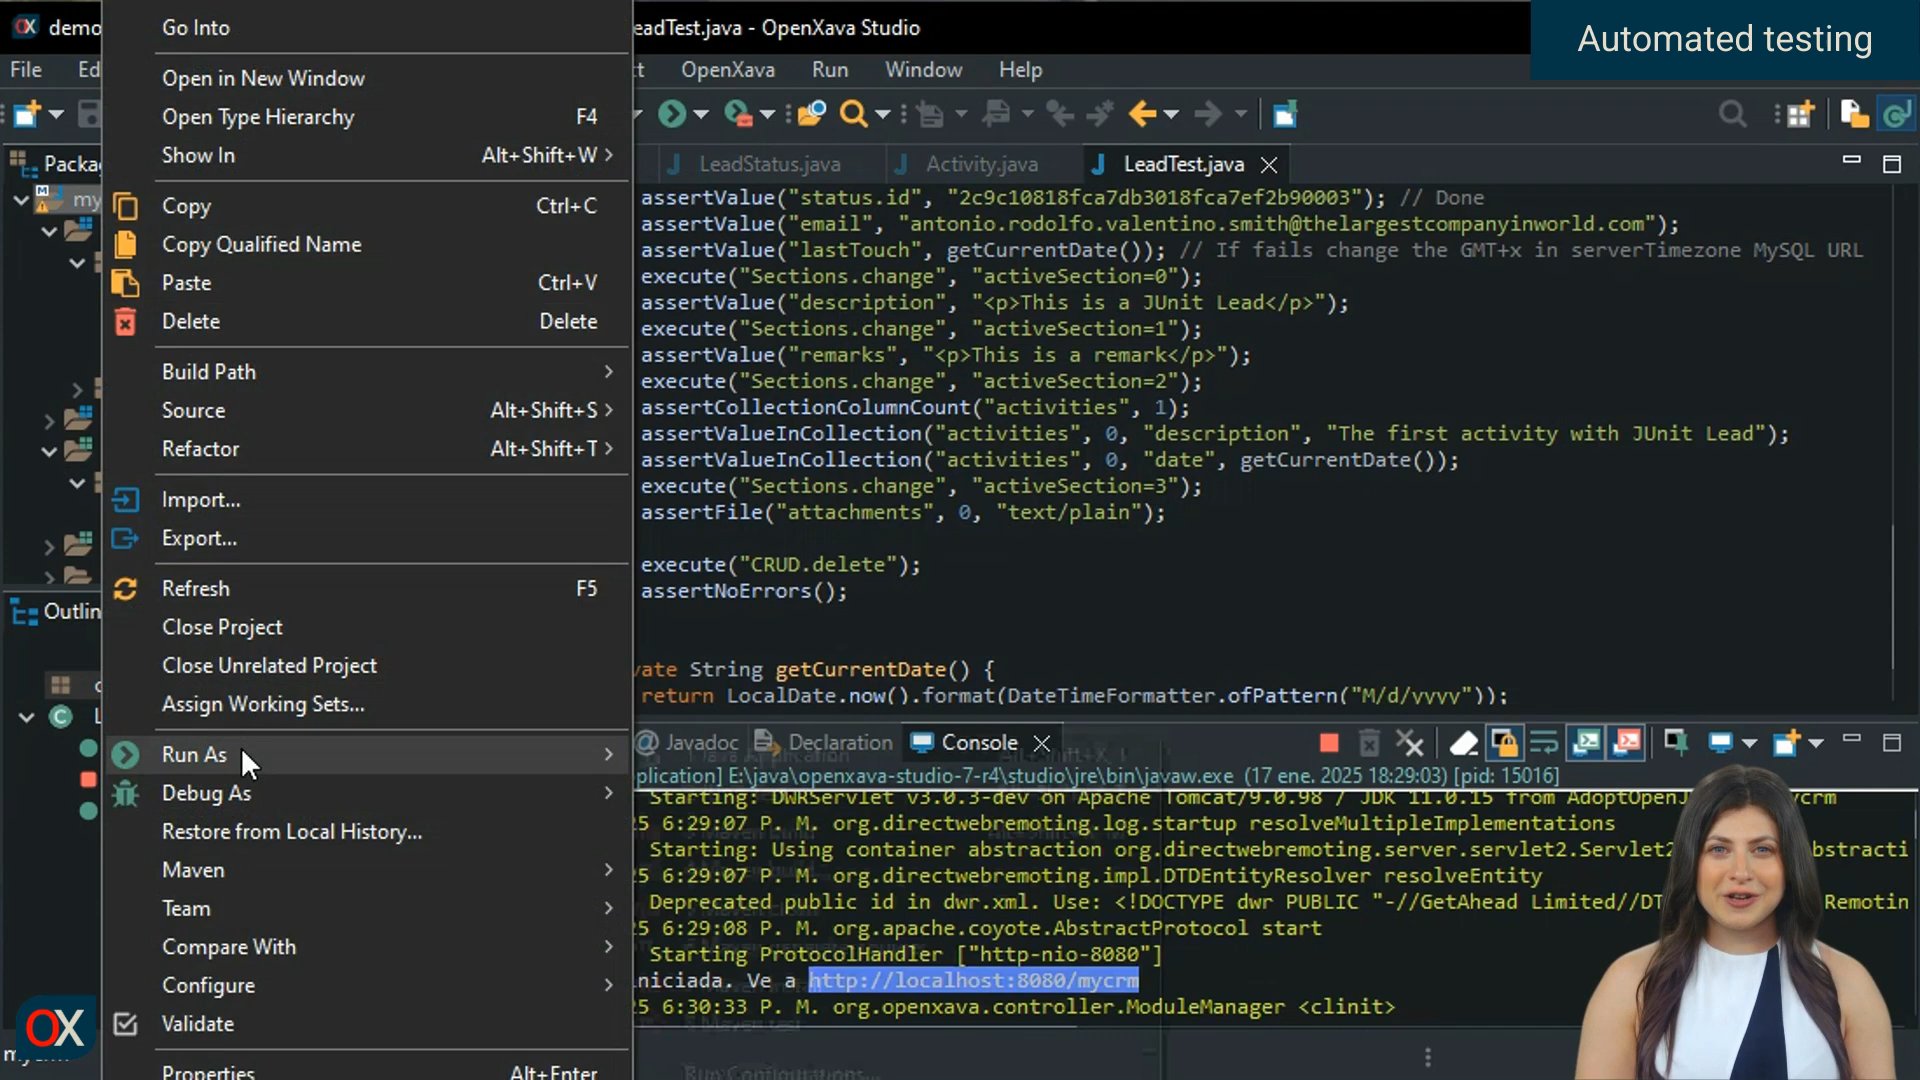 demo
eadTest.java - OpenXava Studio
Automated testing
File
Ed
t
OpenXava
Run
Window
Help
Packa
my
Outlin
Go Into
Open in New Window
Open Type Hierarchy F4
Show In Alt+Shift+W
Copy Ctrl+C
Copy Qualified Name
Paste Ctrl+V
Delete Delete
Build Path
Source Alt+Shift+S
Refactor Alt+Shift+T
Import...
Export...
Refresh F5
Close Project
Close Unrelated Project
Assign Working Sets...
Run As
Debug As
Restore from Local History...
Maven
Team
Compare With
Configure
Validate
Properties Alt+Enter
LeadStatus.java
Activity.java
LeadTest.java
assertValue("status.id", "2c9c10818fca7db3018fca7ef2b90003"); // Done
assertValue("email", "antonio.rodolfo.valentino.smith@thelargestcompanyinworld.com");
assertValue("lastTouch", getCurrentDate()); // If fails change the GMT+x in serverTimezone MySQL URL
execute("Sections.change", "activeSection=0");
assertValue("description", "<p>This is a JUnit Lead</p>");
execute("Sections.change", "activeSection=1");
assertValue("remarks", "<p>This is a remark</p>");
execute("Sections.change", "activeSection=2");
assertCollectionColumnCount("activities", 1);
assertValueInCollection("activities", 0, "description", "The first activity with JUnit Lead");
assertValueInCollection("activities", 0, "date", getCurrentDate());
execute("Sections.change", "activeSection=3");
assertFile("attachments", 0, "text/plain");
execute("CRUD.delete");
assertNoErrors();
vate String getCurrentDate() {
return LocalDate.now().format(DateTimeFormatter.ofPattern("M/d/yyyy"));
@ Javadoc
Declaration
Console
plication] E:\java\openxava-studio-7-r4\studio\jre\bin\javaw.exe (17 ene. 2025 18:29:03) [pid: 15016]
Starting: DWRServlet v3.0.3-dev on Apache Tomcat/9.0.98 / JDK 11.0.15 from AdoptOpenJ ycrm
25 6:29:07 P. M. org.directwebremoting.log.startup resolveMultipleImplementations
Starting: Using container abstraction org.directwebremoting.server.servlet2.Servlet2 bstracti
25 6:29:07 P. M. org.directwebremoting.impl.DTDEntityResolver resolveEntity
Deprecated public id in dwr.xml. Use: <!DOCTYPE dwr PUBLIC "-//GetAhead Limited//DT Remotin
25 6:29:08 P. M. org.apache.coyote.AbstractProtocol start
Starting ProtocolHandler ["http-nio-8080"]
niciada. Ve a http://localhost:8080/mycrm
25 6:30:33 P. M. org.openxava.controller.ModuleManager <clinit>
OX